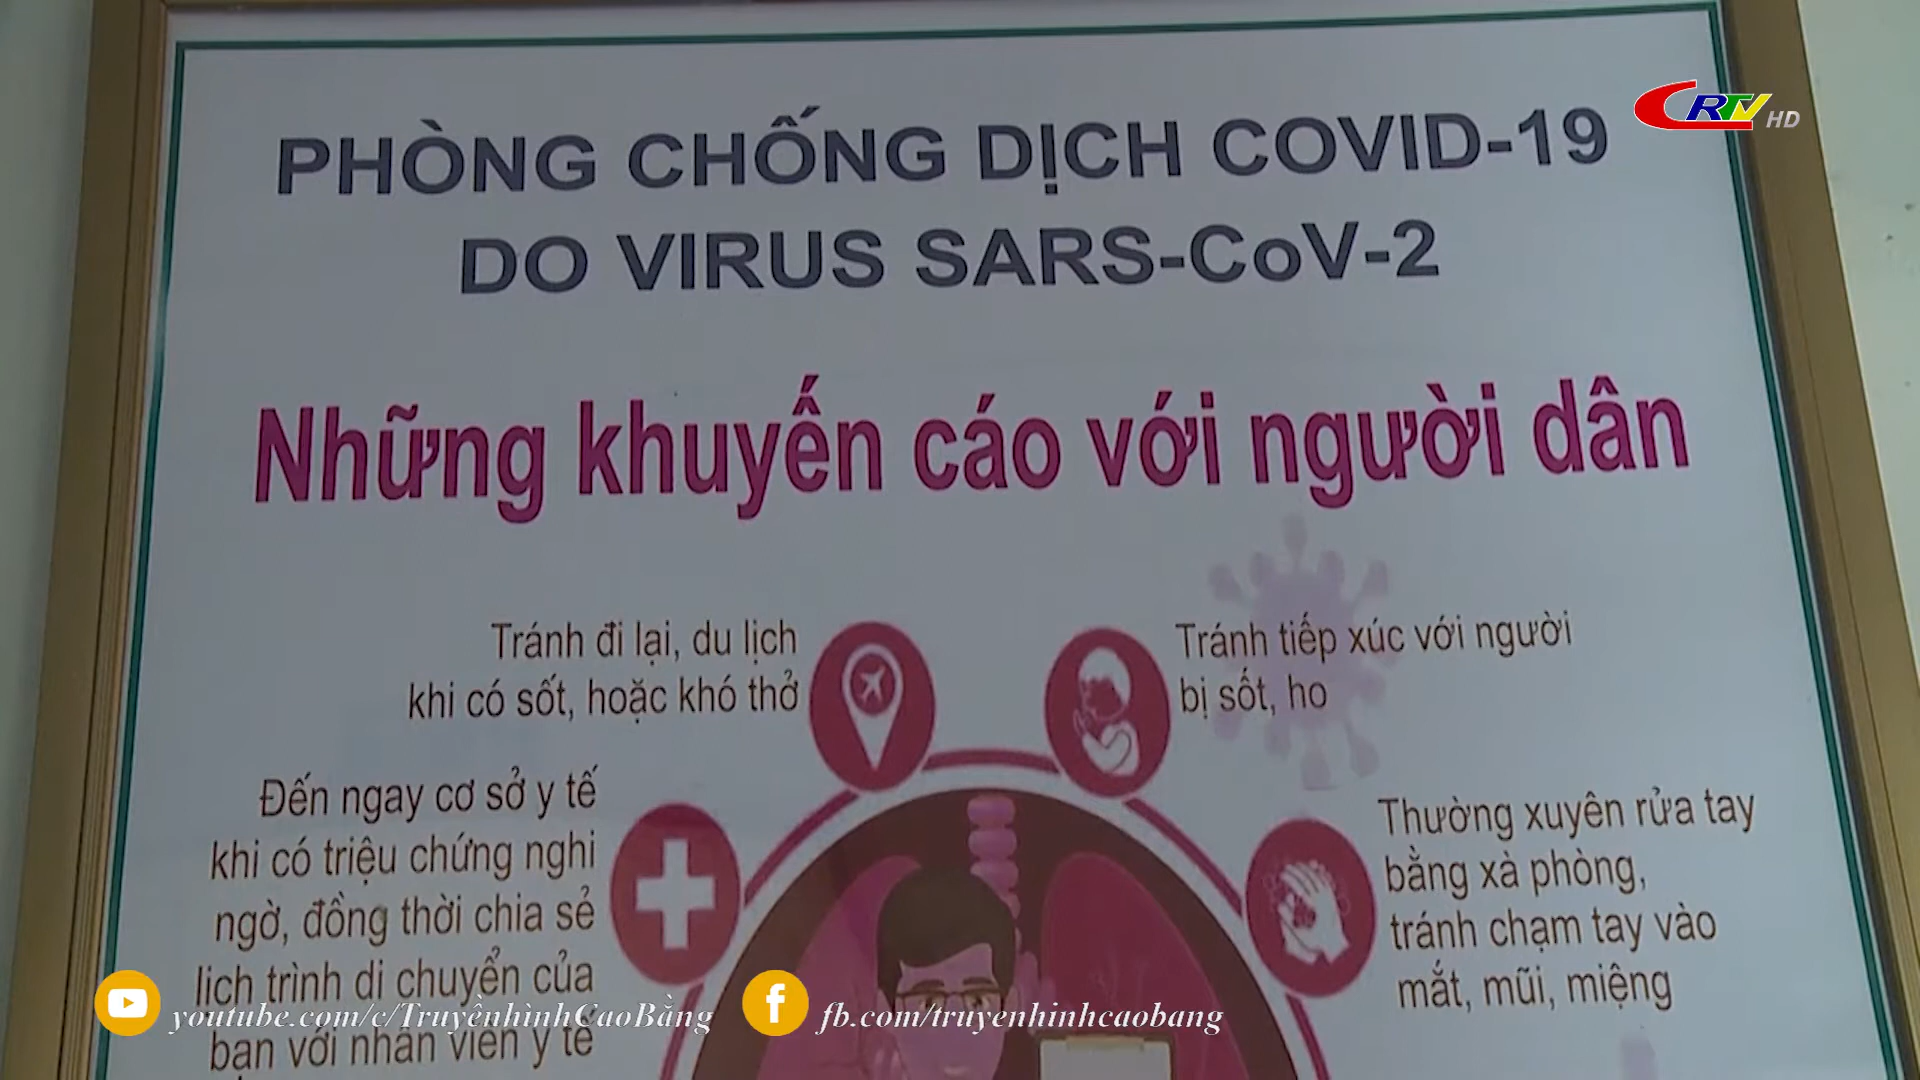 CRTV HD
PHÒNG CHỐNG DỊCH COVID-19
DO VIRUS SARS-CoV-2
Những khuyến cáo với người dân
Tránh đi lại, du lịch
khi có sốt, hoặc khó thở
Tránh tiếp xúc với người
bị sốt, ho
Đến ngay cơ sở y tế
khi có triệu chứng nghi
ngờ, đồng thời chia sẻ
lịch trình di chuyển của
bạn với nhân viên y tế
Thường xuyên rửa tay
bằng xà phòng,
tránh chạm tay vào
mắt, mũi, miệng
youtube.com/c/TruyềnhìnhCaoBằng
fb.com/truyenhinhcaobang